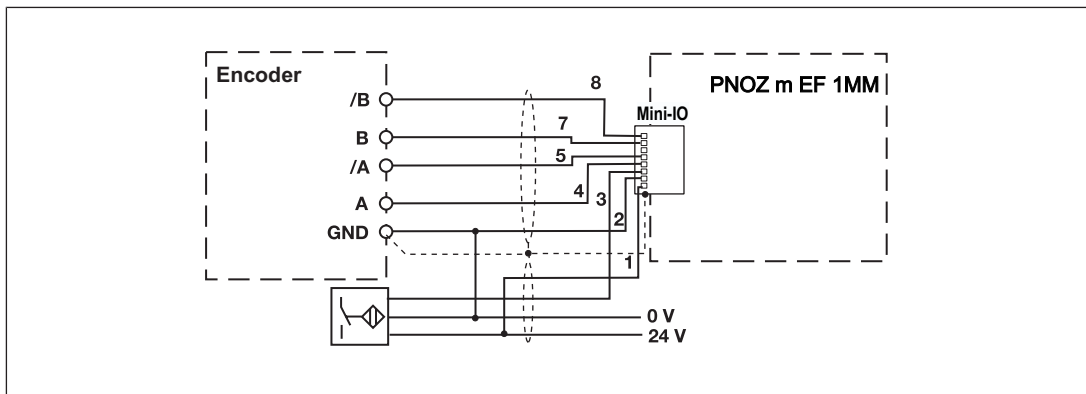 Encoder
PNOZ m EF 1MM
Mini-IO
/B
8
B
7
/A
5
A
4
3
GND
2
1
0 V
24 V